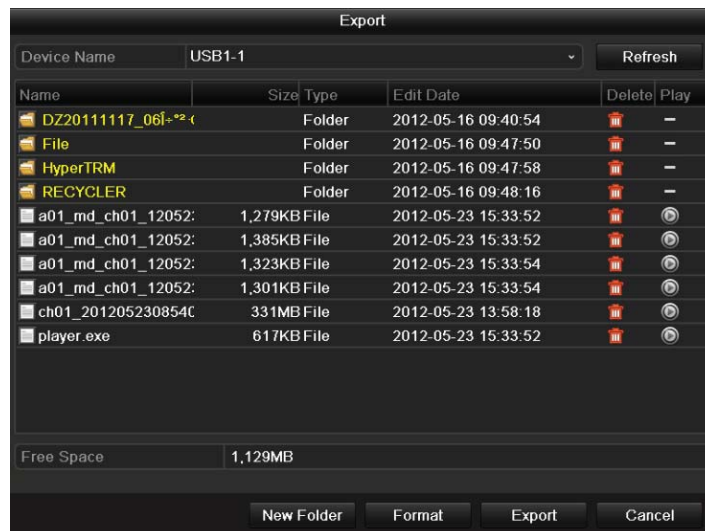 Export
Device Name USB1-1 Refresh
Name Size Type Edit Date Delete Play
Folder 2012-05-16 09:40:54
File Folder 2012-05-16 09:47:50
HyperTRM Folder 2012-05-16 09:47:58
RECYCLER Folder 2012-05-16 09:48:16
a01_md_ch01_12052: 1,279KB File 2012-05-23 15:33:52
a01_md_ch01_12052: 1,385KB File 2012-05-23 15:33:52
a01_md_ch01_12052: 1,323KB File 2012-05-23 15:33:54
a01_md_ch01_12052: 1,301KB File 2012-05-23 15:33:54
ch01_2012052308540 331MB File 2012-05-23 13:58:18
player.exe 617KB File 2012-05-23 15:33:52
Free Space 1,129MB
New Folder Format Export Cancel